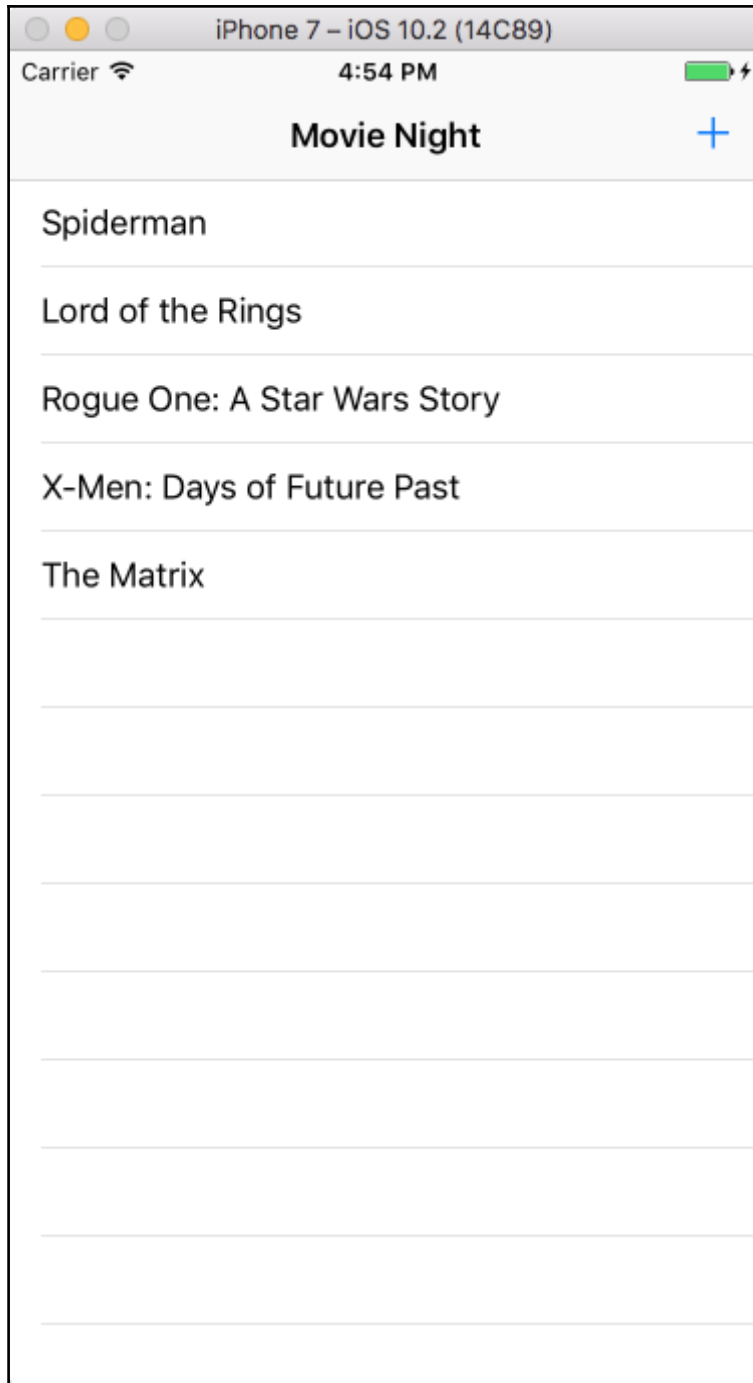 iPhone 7 – iOS 10.2 (14C89)
Carrier 4:54 PM
Movie Night +
Spiderman
Lord of the Rings
Rogue One: A Star Wars Story
X-Men: Days of Future Past
The Matrix